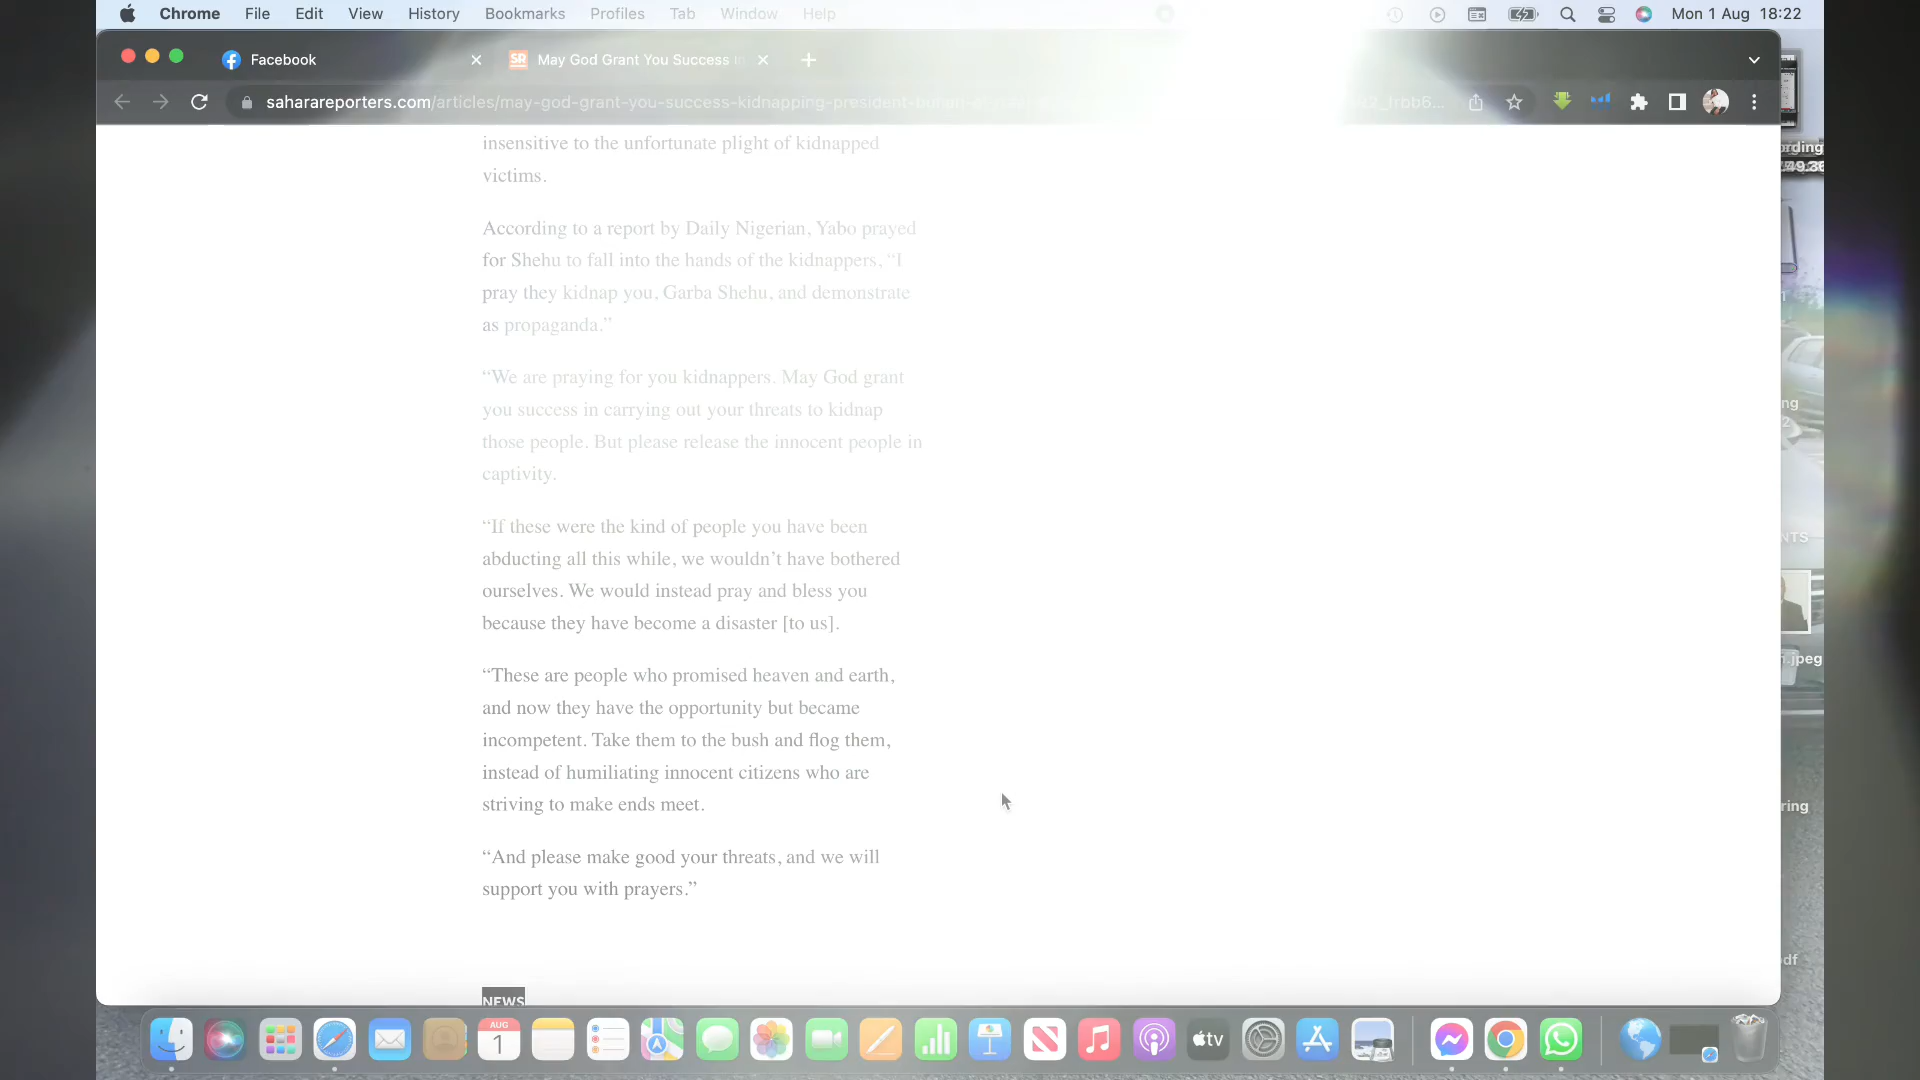 Chrome File Edit View History Bookmarks Profiles Tab Window Help Mon 1 Aug 18:22
Facebook
SR May God Grant You Success
saharareporters.com/articles/may-god-grant-you-success-kidnapping-president-buhari
insensitive to the unfortunate plight of kidnapped
victims.
According to a report by Daily Nigerian, Yabo prayed
for Shehu to fall into the hands of the kidnappers, “I
pray they kidnap you, Garba Shehu, and demonstrate
as propaganda.”
“We are praying for you kidnappers. May God grant
you success in carrying out your threats to kidnap
those people. But please release the innocent people in
captivity.
“If these were the kind of people you have been
abducting all this while, we wouldn’t have bothered
ourselves. We would instead pray and bless you
because they have become a disaster [to us].
“These are people who promised heaven and earth,
and now they have the opportunity but became
incompetent. Take them to the bush and flog them,
instead of humiliating innocent citizens who are
striving to make ends meet.
“And please make good your threats, and we will
support you with prayers.”
NEWS
AUG
1
tv